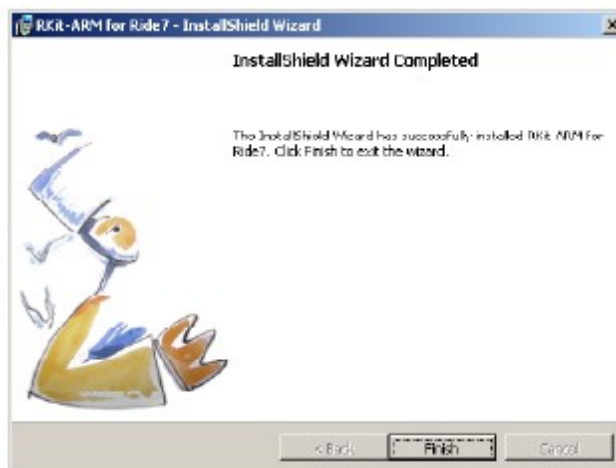 RKit-ARM for Ride7 - InstallShield Wizard
InstallShield Wizard Completed
The InstallShield Wizard has successfully installed RKit-ARM for
Ride7. Click Finish to exit the wizard.
< Back
Finish
Cancel